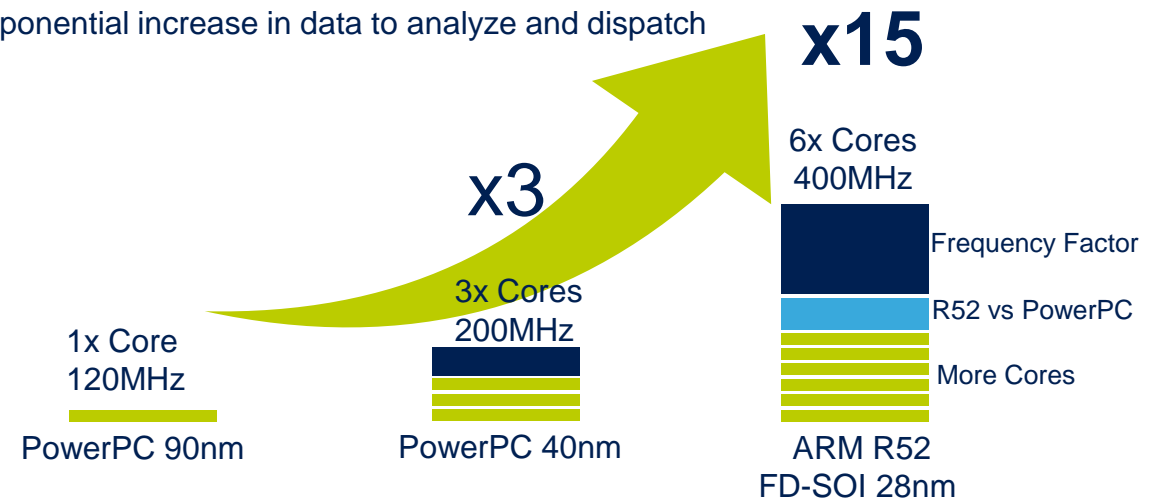 ponential increase in data to analyze and dispatch
x15
x3
6x Cores
400MHz
Frequency Factor
R52 vs PowerPC
More Cores
3x Cores
200MHz
1x Core
120MHz
PowerPC 90nm
PowerPC 40nm
ARM R52
FD-SOI 28nm